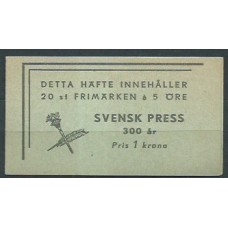 DETTA HÄFTE INNEHÅLLER
20 st FRIMÄRKEN à 5 ÖRE
SVENSK PRESS
300 år
Pris 1 krona